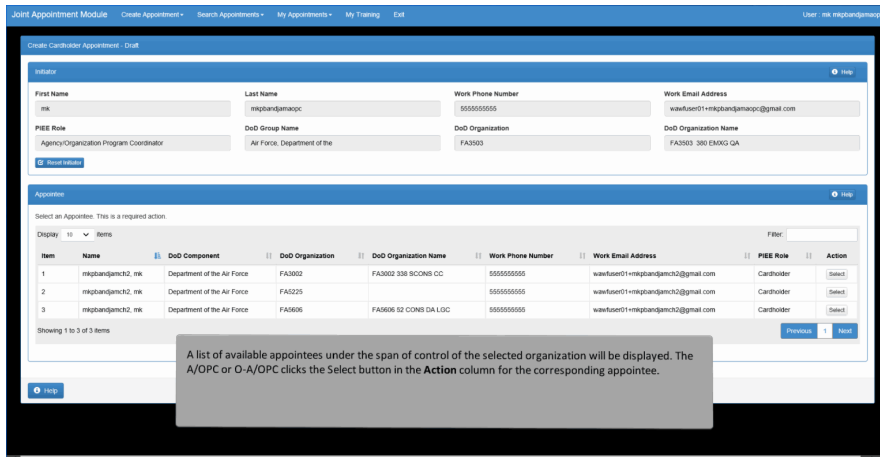 Joint Appointment Module Create Appointment Search Appointments My Appointments My Training Exit User : mk mkpbandjamaop
Create Cardholder Appointment - Draft
Initiator Help
First Name Last Name Work Phone Number Work Email Address
mk mkpbandjamaopc 5555555555 wawfuser01+mkpbandjamaopc@gmail.com
PIEE Role DoD Group Name DoD Organization DoD Organization Name
Agency/Organization Program Coordinator Air Force, Department of the FA3503 FA3503 380 EMXG QA
Reset Initiator
Appointee Help
Select an Appointee. This is a required action.
Display 10 items Filter:
Item Name DoD Component DoD Organization DoD Organization Name Work Phone Number Work Email Address PIEE Role Action
1 mkpbandjamch2, mk Department of the Air Force FA3002 FA3002 338 SCONS CC 5555555555 wawfuser01+mkpbandjamch2@gmail.com Cardholder Select
2 mkpbandjamch2, mk Department of the Air Force FA5225 5555555555 wawfuser01+mkpbandjamch2@gmail.com Cardholder Select
3 mkpbandjamch2, mk Department of the Air Force FA5606 FA5606 52 CONS DA LGC 5555555555 wawfuser01+mkpbandjamch2@gmail.com Cardholder Select
Showing 1 to 3 of 3 items Previous 1 Next
A list of available appointees under the span of control of the selected organization will be displayed. The
A/OPC or O-A/OPC clicks the Select button in the Action column for the corresponding appointee.
Help